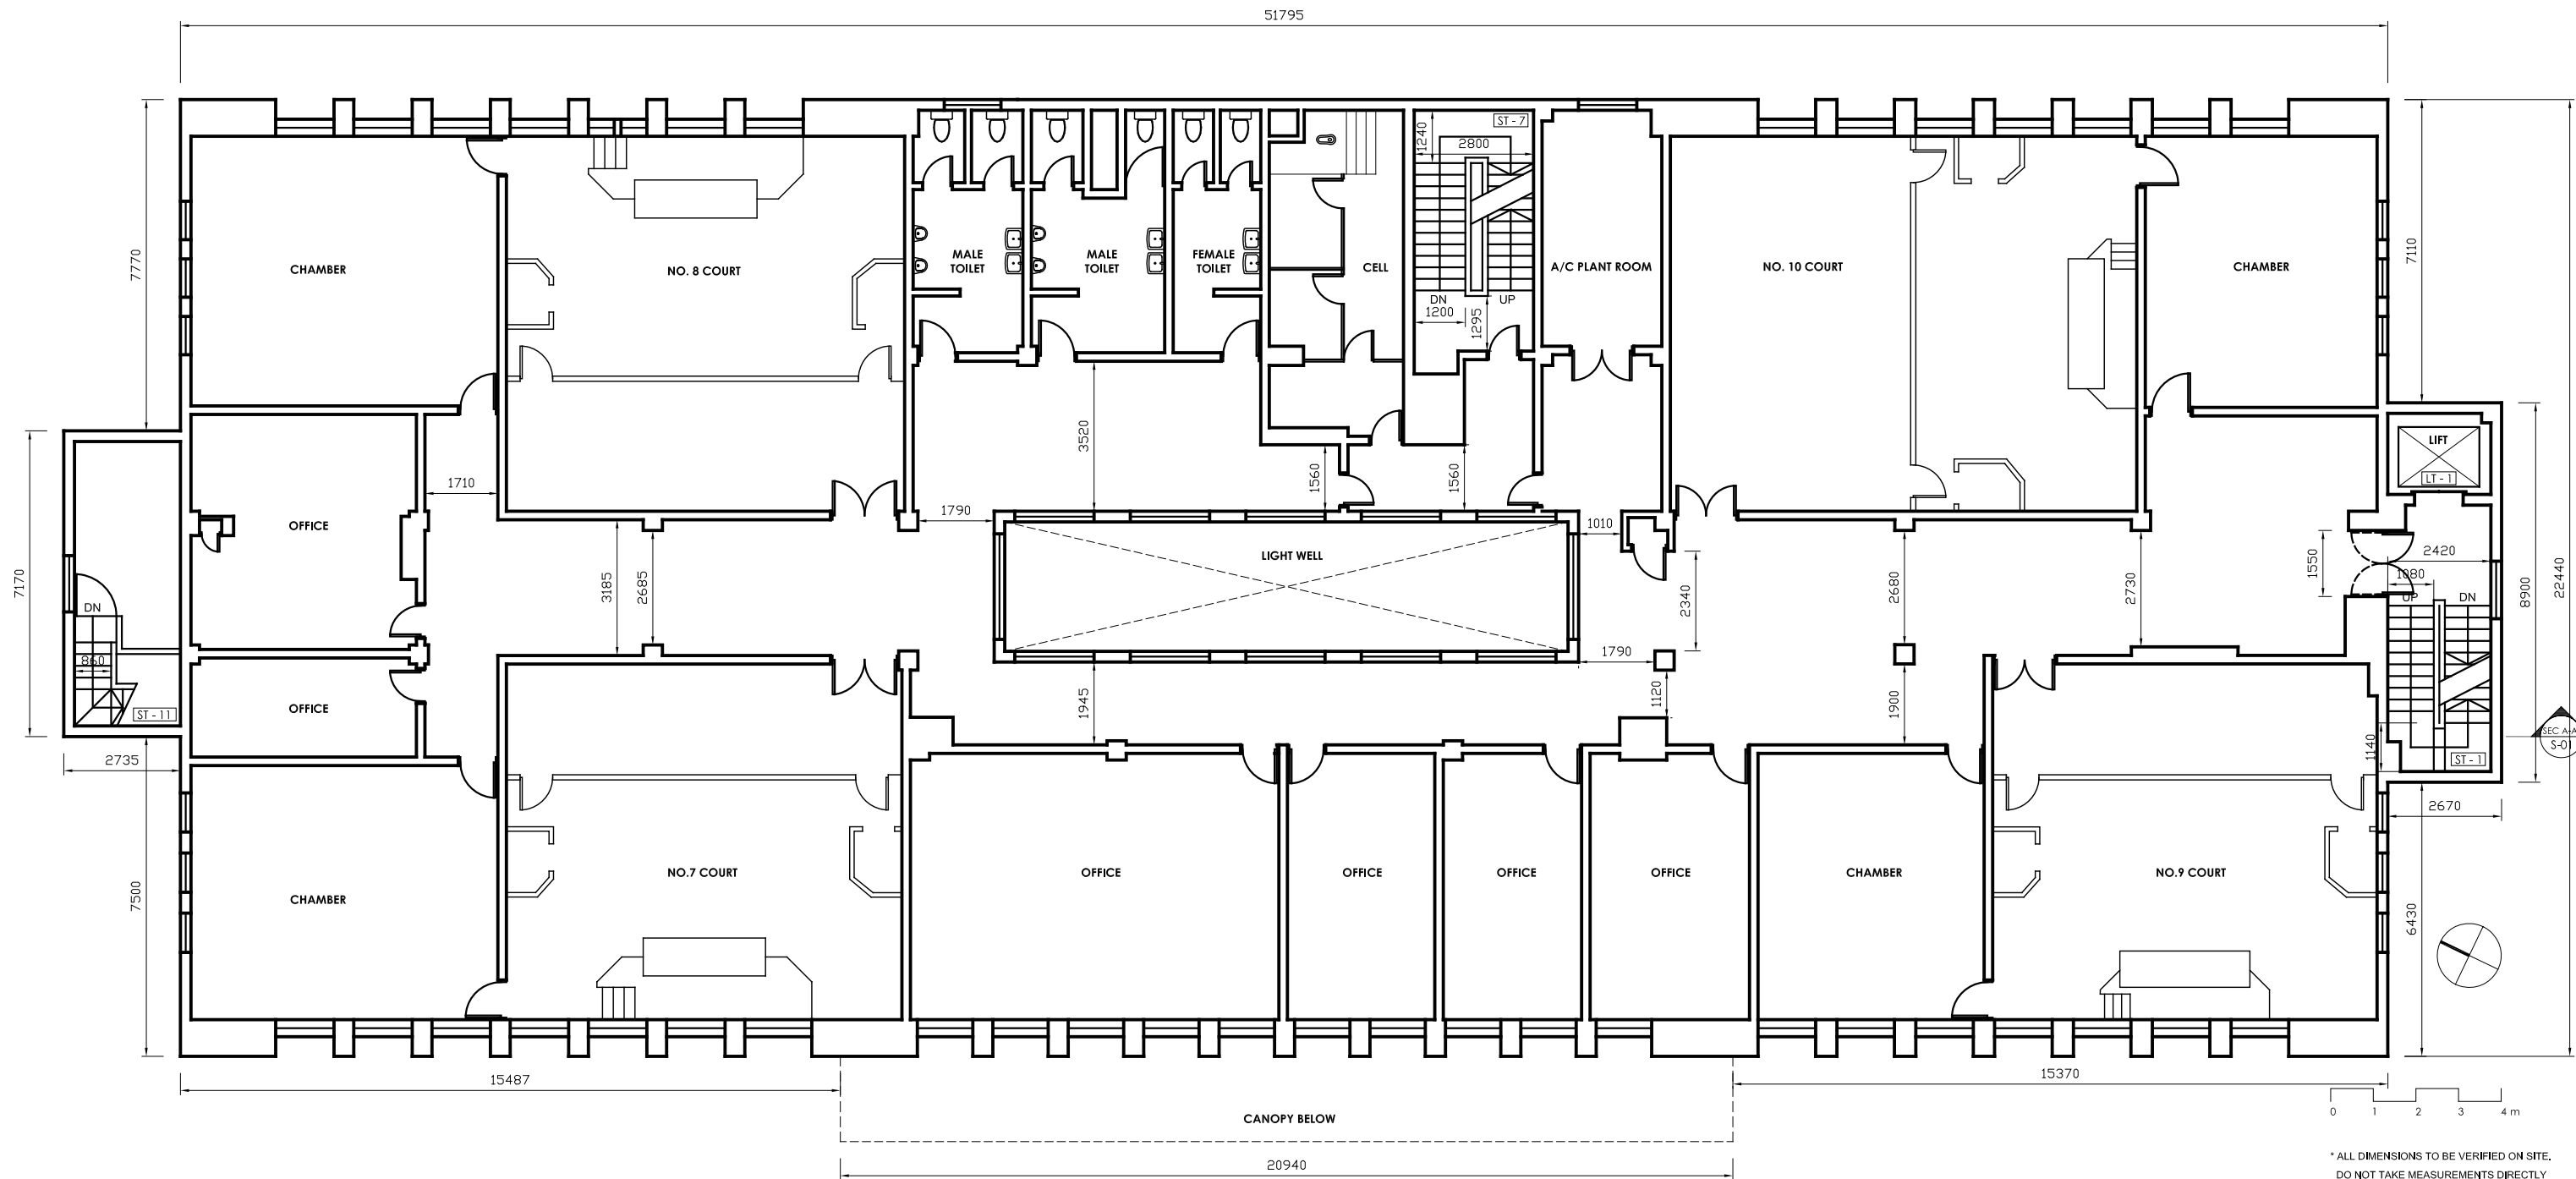 51795
7770
7170
7500
2735
860
DN
ST - 11
CHAMBER
NO. 8 COURT
MALE
TOILET
MALE
TOILET
FEMALE
TOILET
CELL
1240
2800
ST - 7
DN
UP
1200
1295
A/C PLANT ROOM
NO. 10 COURT
CHAMBER
7110
OFFICE
1710
3520
1560
1560
1790
1010
LIGHT WELL
3185
2685
2340
2680
2730
1550
LIFT
LT - 1
2420
1080
UP
DN
8900
22440
OFFICE
1945
1790
1120
1900
1140
ST - 1
SEC A-A
S-01
2670
CHAMBER
NO.7 COURT
OFFICE
OFFICE
OFFICE
OFFICE
CHAMBER
NO.9 COURT
6430
15487
15370
CANOPY BELOW
20940
0 1 2 3 4 m
* ALL DIMENSIONS TO BE VERIFIED ON SITE,
DO NOT TAKE MEASUREMENTS DIRECTLY